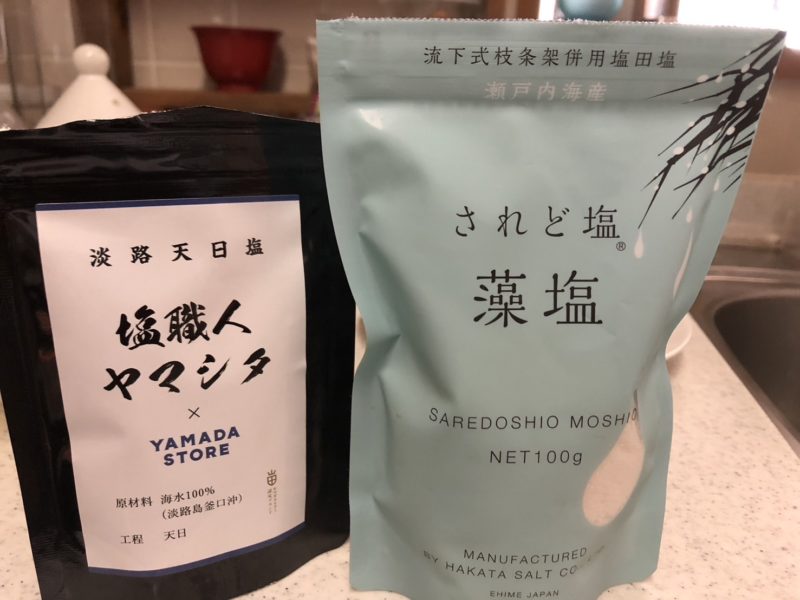 淡路天日塩
塩職人
ヤマシタ
×
YAMADA
STORE
原材料 海水100%
(淡路島釜口沖)
工程 天日
流下式枝条架併用塩田塩
瀬戸内海産
されど塩®
藻塩
SAREDOSHIO MOSHIO
NET100g
MANUFACTURED
BY HAKATA SALT CO.
EHIME JAPAN